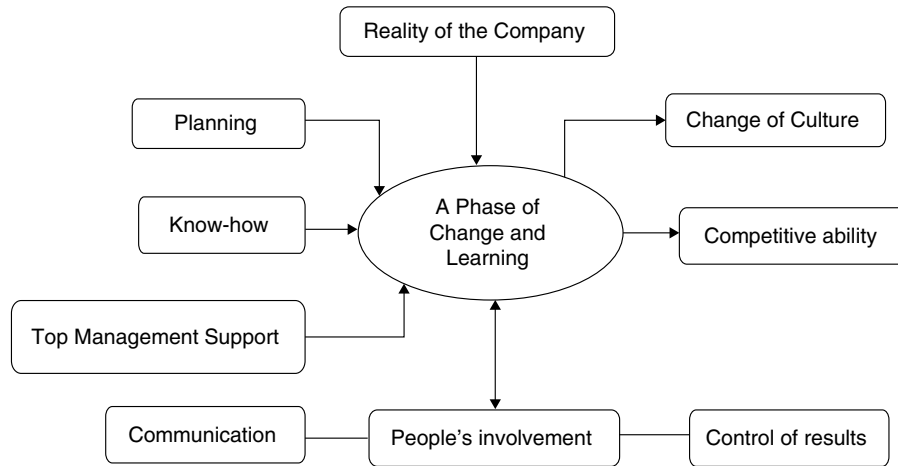 Reality of the Company
Planning
Change of Culture
Know-how
A Phase of
Change and
Learning
Competitive ability
Top Management Support
Communication
People's involvement
Control of results